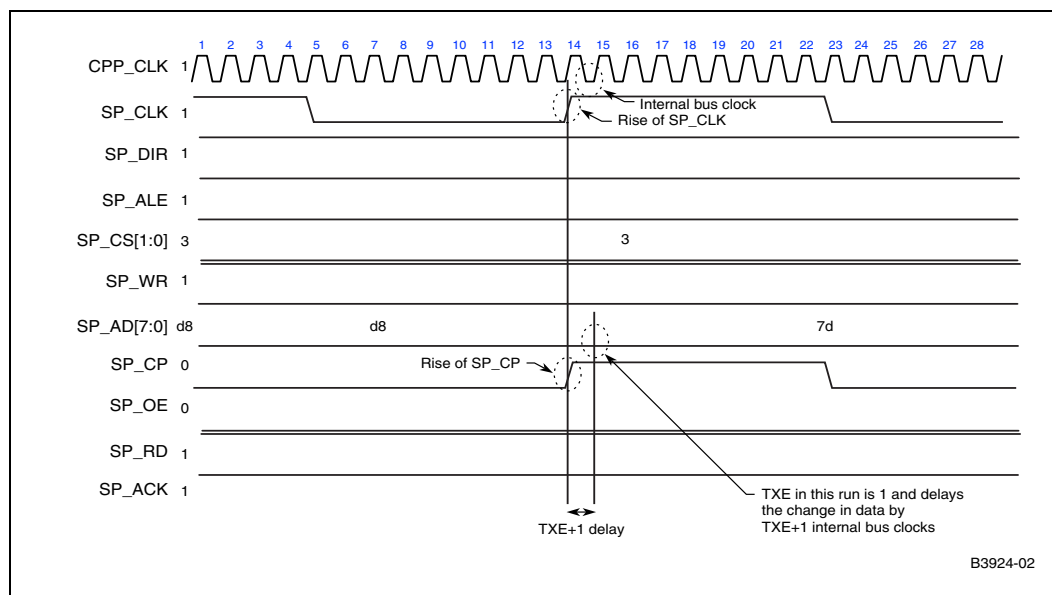 1 2 3 4 5 6 7 8 9 10 11 12 13 14 15 16 17 18 19 20 21 22 23 24 25 26 27 28
CPP_CLK 1
Internal bus clock
SP_CLK 1
Rise of SP_CLK
SP_DIR 1
SP_ALE 1
SP_CS[1:0] 3 3
SP_WR 1
SP_AD[7:0] d8 d8 7d
SP_CP 0 Rise of SP_CP
SP_OE 0
SP_RD 1
SP_ACK 1
TXE in this run is 1 and delays
the change in data by
TXE+1 internal bus clocks
TXE+1 delay
B3924-02